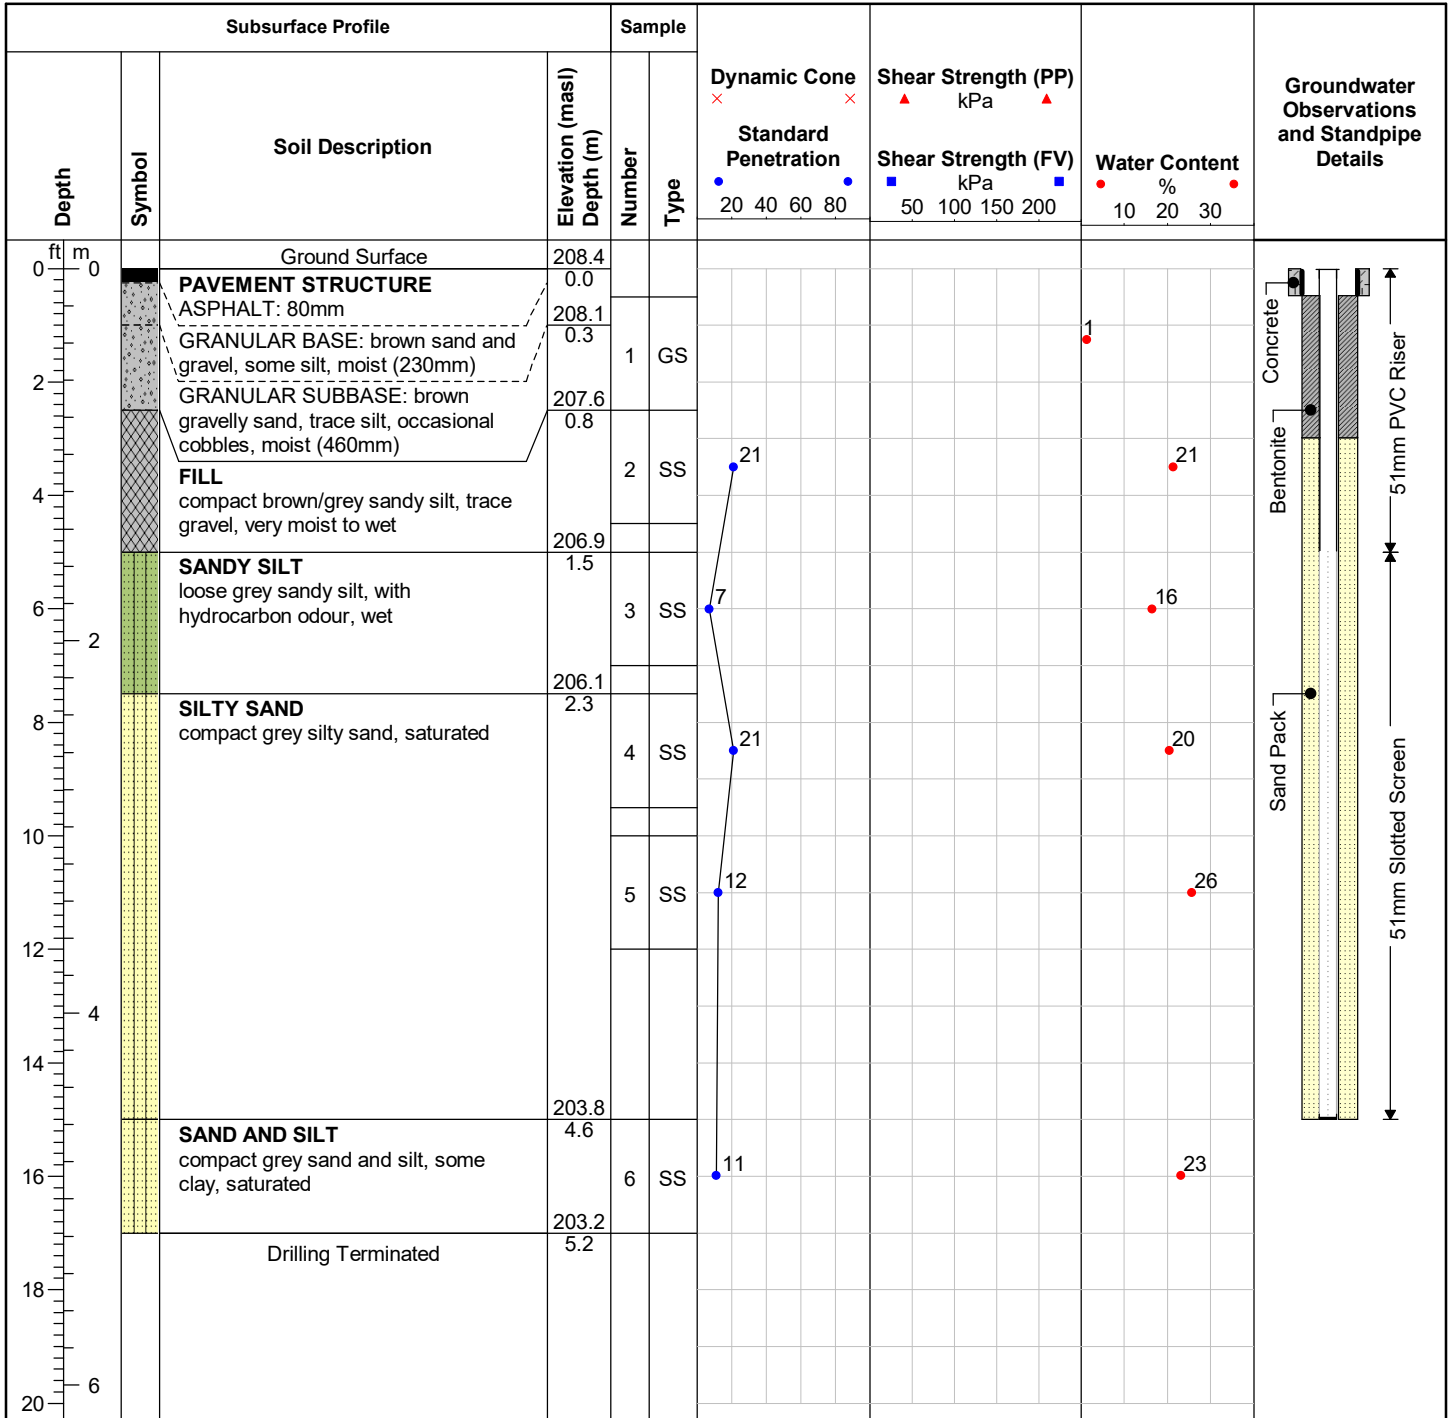 Subsurface Profile
Sample
Depth
Symbol
Soil Description
Elevation (masl)
Depth (m)
Number
Type
Dynamic Cone
Standard
Penetration
20 40 60 80
Shear Strength (PP)
kPa
Shear Strength (FV)
kPa
50 100 150 200
Water Content
%
10 20 30
Groundwater
Observations
and Standpipe
Details
ft m
Ground Surface
208.4
0 0
0.0
PAVEMENT STRUCTURE
ASPHALT: 80mm
208.1
0.3
GRANULAR BASE: brown sand and
gravel, some silt, moist (230mm)
1 GS
1
2
GRANULAR SUBBASE: brown
gravelly sand, trace silt, occasional
cobbles, moist (460mm)
207.6
0.8
FILL
compact brown/grey sandy silt, trace
gravel, very moist to wet
2 SS
21
21
4
206.9
1.5
SANDY SILT
loose grey sandy silt, with
hydrocarbon odour, wet
6
3 SS
7
16
2
206.1
2.3
SILTY SAND
compact grey silty sand, saturated
8
4 SS
21
20
10
5 SS
12
26
12
4
14
203.8
4.6
SAND AND SILT
compact grey sand and silt, some
clay, saturated
16
6 SS
11
23
203.2
5.2
Drilling Terminated
18
6
20
Concrete
Bentonite
Sand Pack
51mm PVC Riser
51mm Slotted Screen